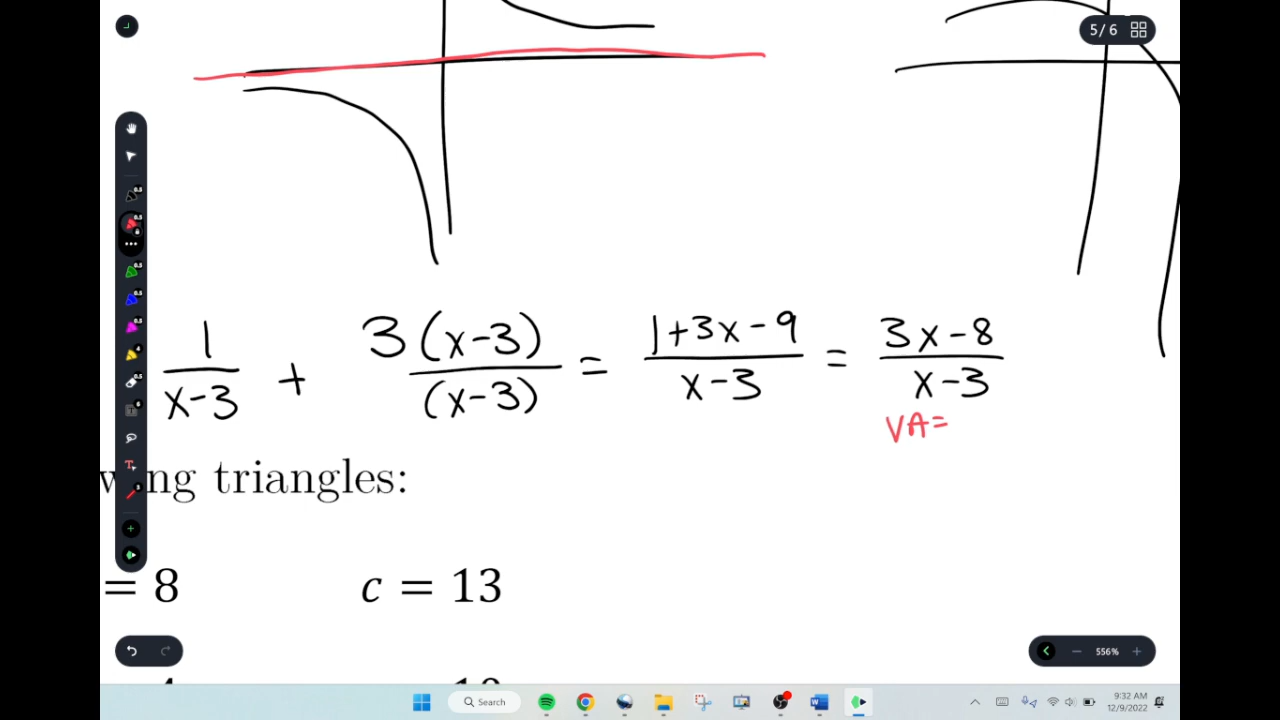 5/6
1/(x-3) + 3(x-3)/(x-3) = (1+3x-9)/(x-3) = (3x-8)/(x-3)
VA=
ing triangles:
= 8 c = 13
556%
Search
9:32 AM
12/9/2022